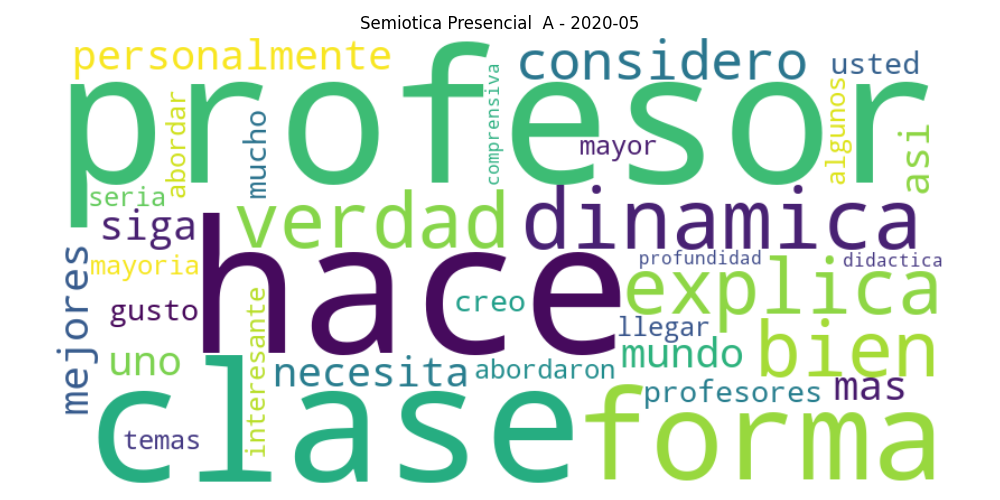 Semiotica Presencial  A - 2020-05
personalmente
considero
usted
profesor
abordar
mucho
comprensiva
mayor
algunos
asi
seria
siga
verdad
dinamica
mayoria
hace
profundidad
didactica
mejores
gusto
interesante
creo
explica
llegar
uno
necesita
abordaron
mundo
bien
clase
forma
profesores
mas
temas